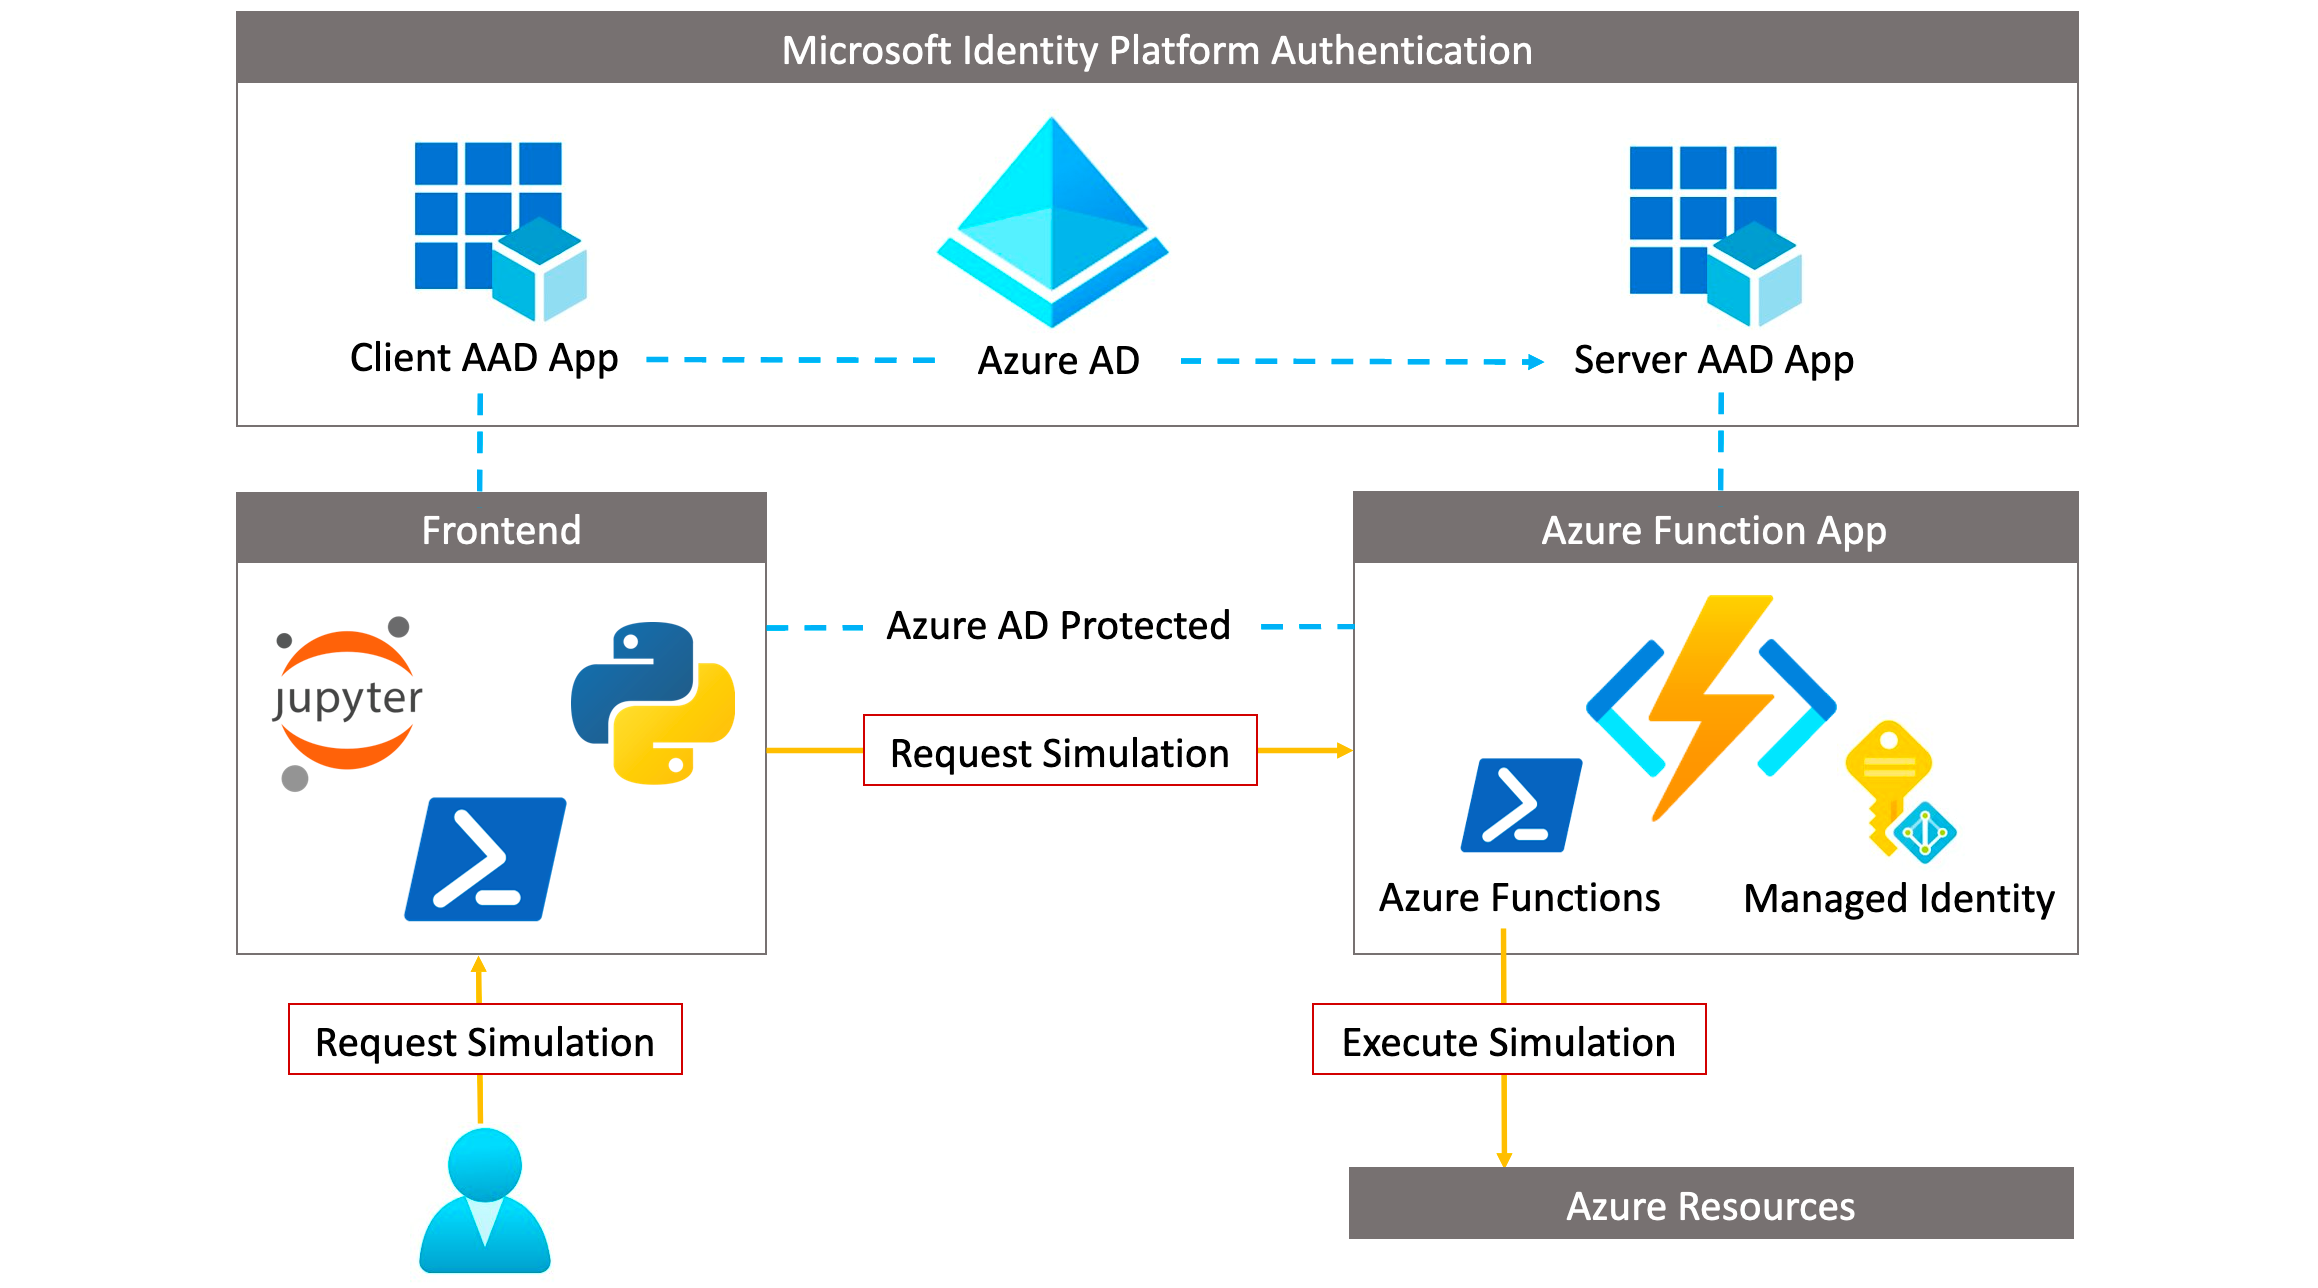 Microsoft Identity Platform Authentication
Client AAD App
Azure AD
Server AAD App
Frontend
Azure Function App
jupyter
Azure AD Protected
Request Simulation
Azure Functions
Managed Identity
Request Simulation
Execute Simulation
Azure Resources